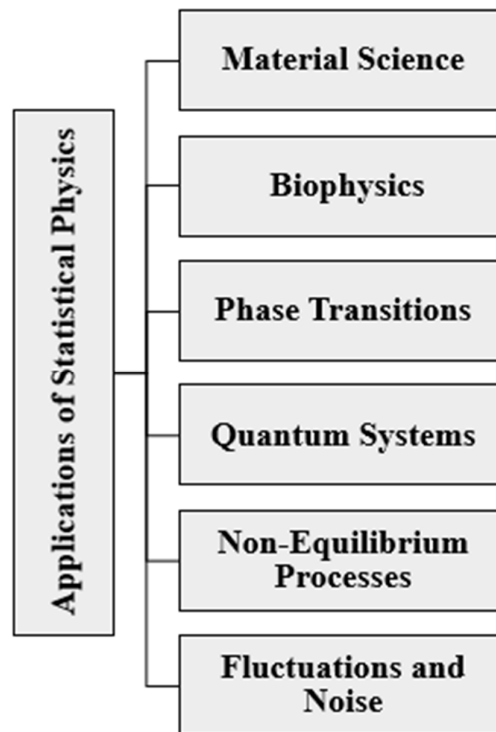 Applications of Statistical Physics
Material Science
Biophysics
Phase Transitions
Quantum Systems
Non-Equilibrium
Processes
Fluctuations and
Noise